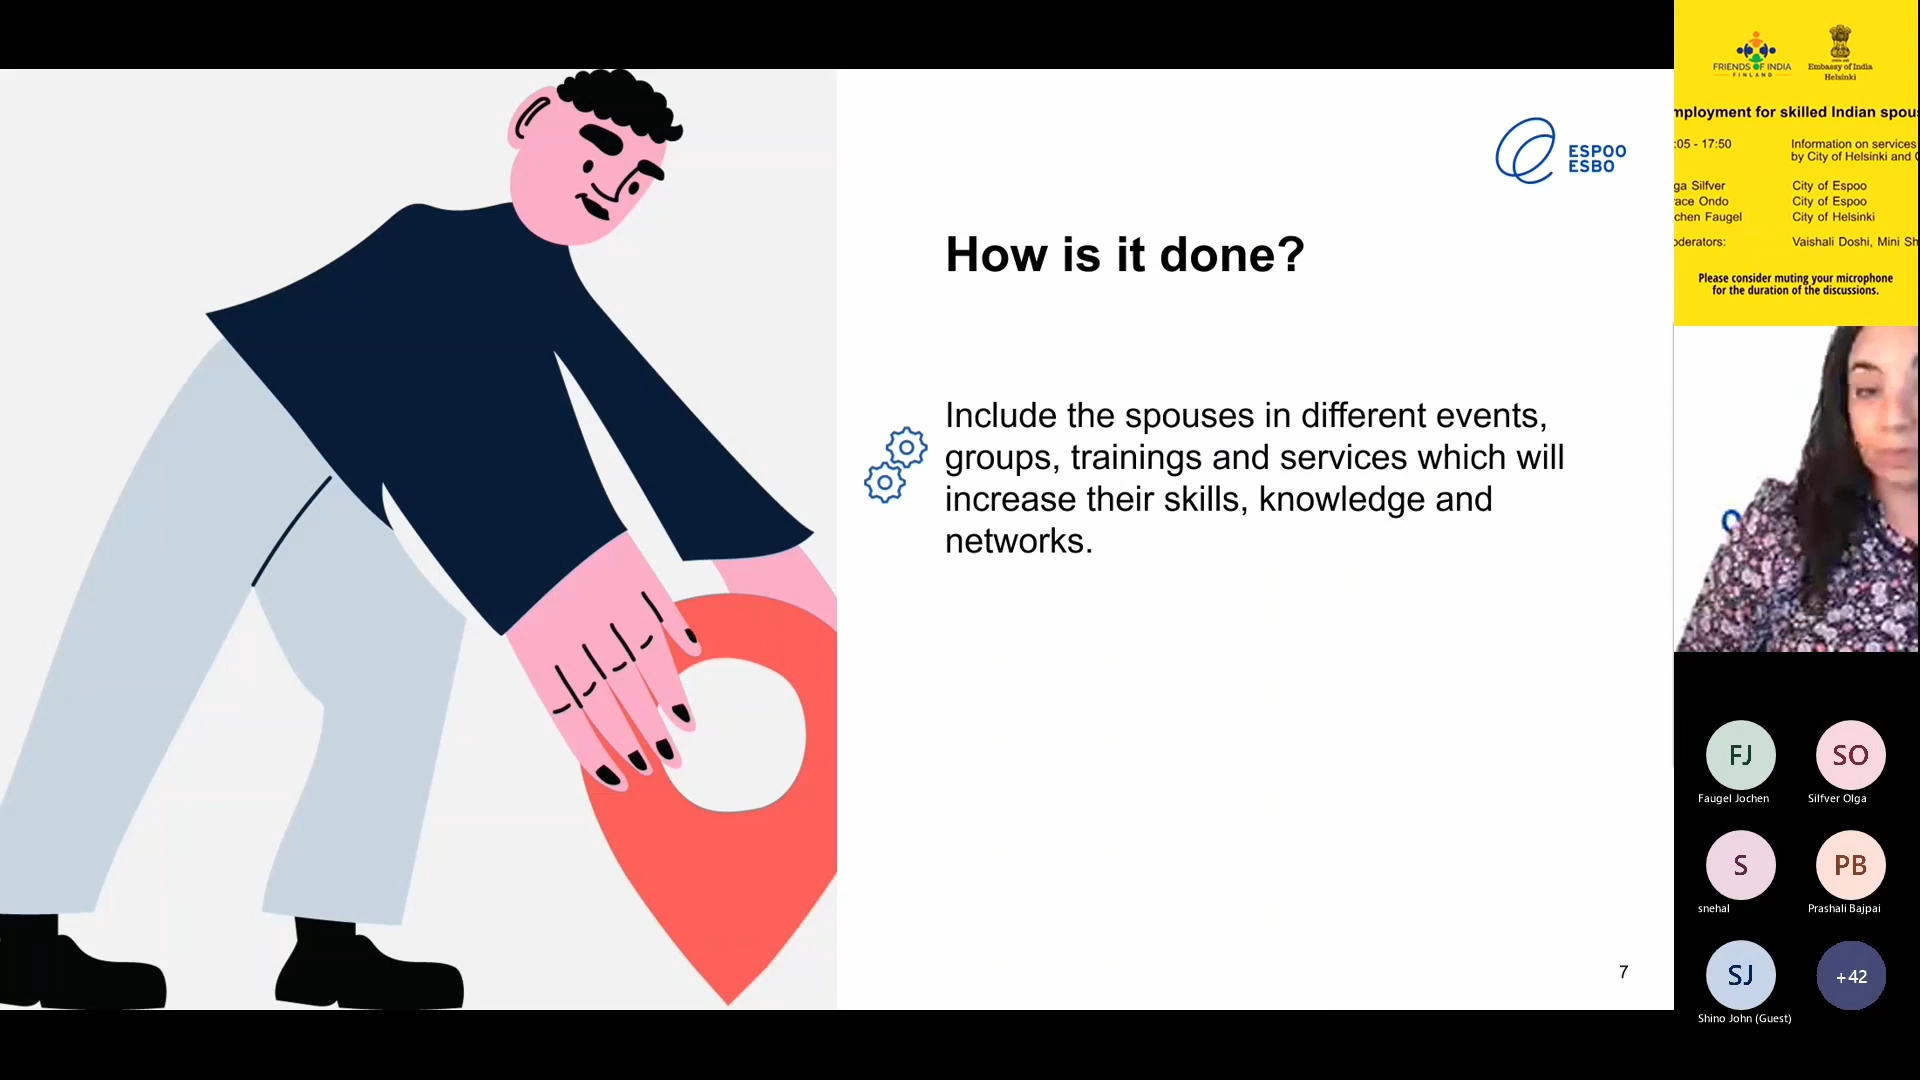 ESPOO
ESBO
How is it done?
Include the spouses in different events,
groups, trainings and services which will
increase their skills, knowledge and
networks.
7
FRIENDS OF INDIA
FINLAND
Embassy of India
Helsinki
mployment for skilled Indian spou
:05 - 17:50
Information on services
by City of Helsinki and
ga Silfver City of Espoo
ace Ondo City of Espoo
chen Faugel City of Helsinki
oderators: Vaishali Doshi, Mini Sh
Please consider muting your microphone
for the duration of the discussions.
FJ SO
Faugel Jochen Silfver Olga
S PB
snehal Prashali Bajpai
SJ +42
Shino John (Guest)